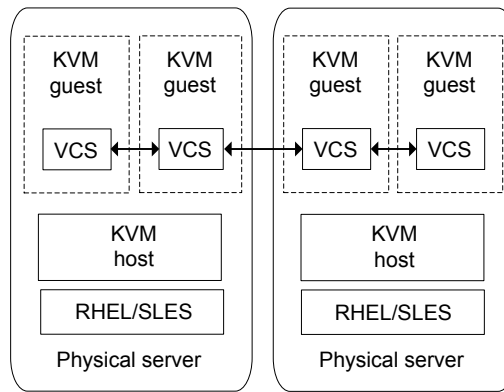 KVM
guest
KVM
guest
VCS
VCS
KVM
host
RHEL/SLES
Physical server
KVM
guest
KVM
guest
VCS
VCS
KVM
host
RHEL/SLES
Physical server